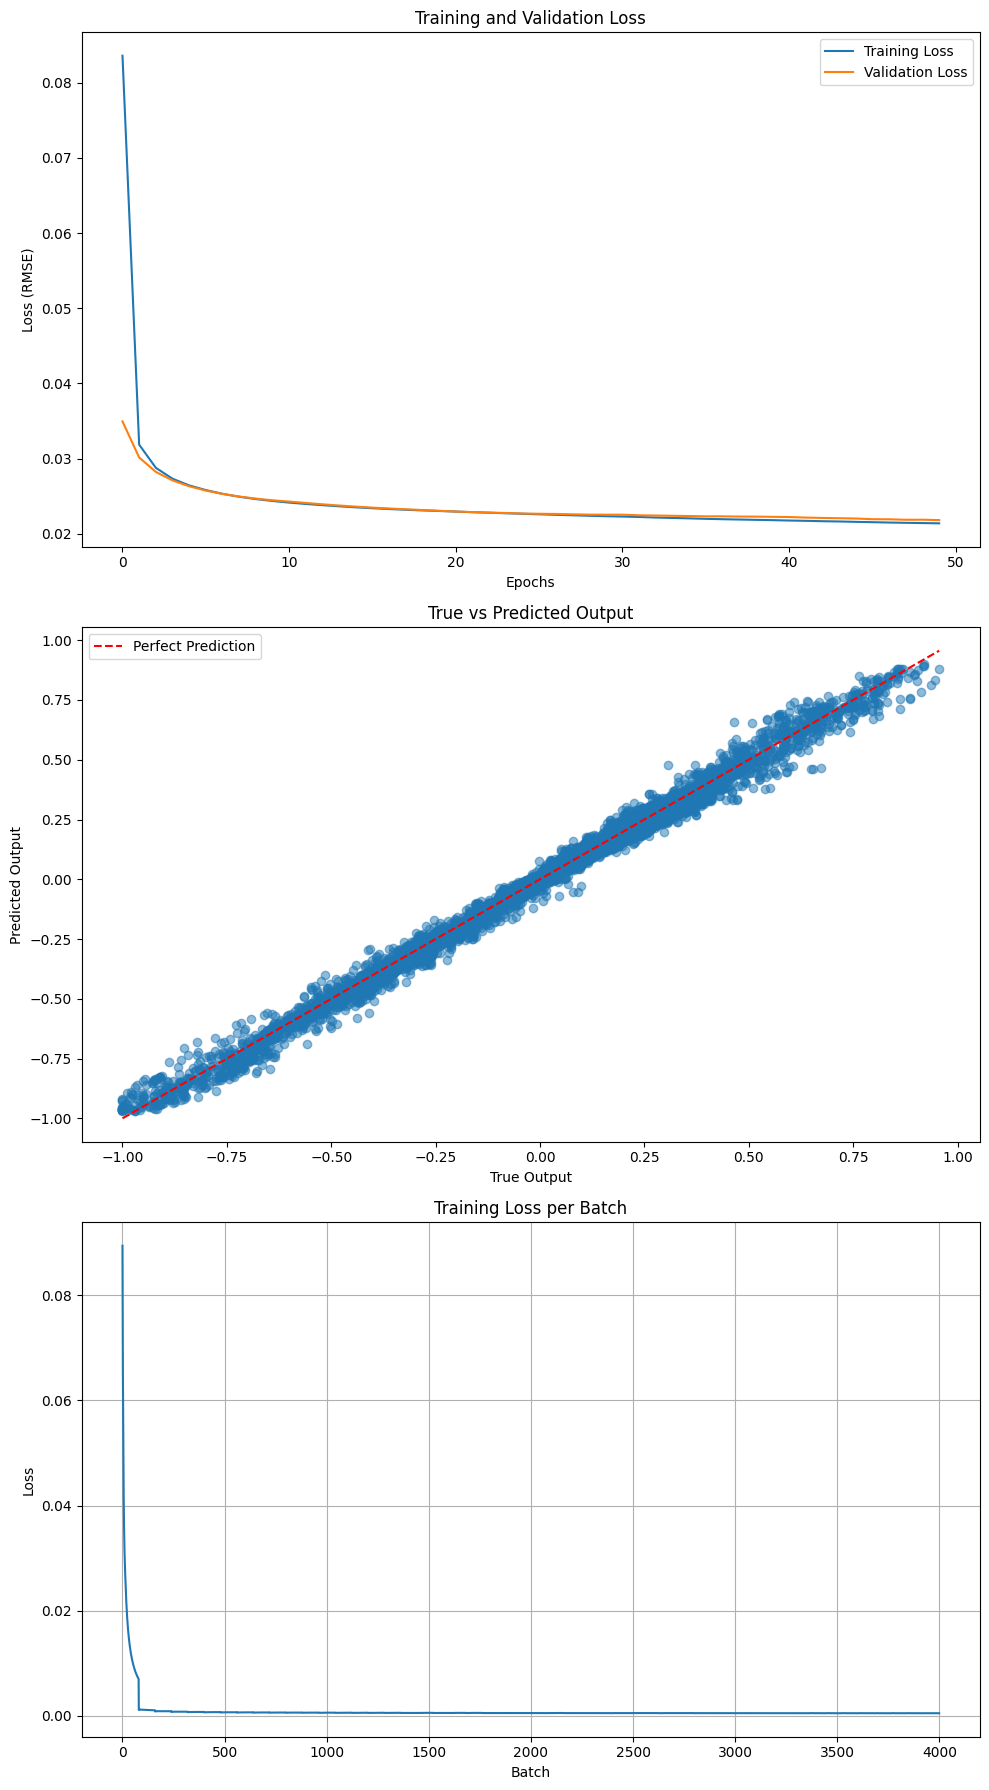 Training and Validation Loss
Training Loss
Validation Loss
0.08
0.07
0.06
0.05
0.04
0.03
0.02
Loss (RMSE)
0 10 20 30 40 50
Epochs
True vs Predicted Output
Perfect Prediction
1.00
0.75
0.50
0.25
0.00
−0.25
−0.50
−0.75
−1.00
Predicted Output
−1.00 −0.75 −0.50 −0.25 0.00 0.25 0.50 0.75 1.00
True Output
Training Loss per Batch
0.08
0.06
0.04
0.02
0.00
Loss
0 500 1000 1500 2000 2500 3000 3500 4000
Batch